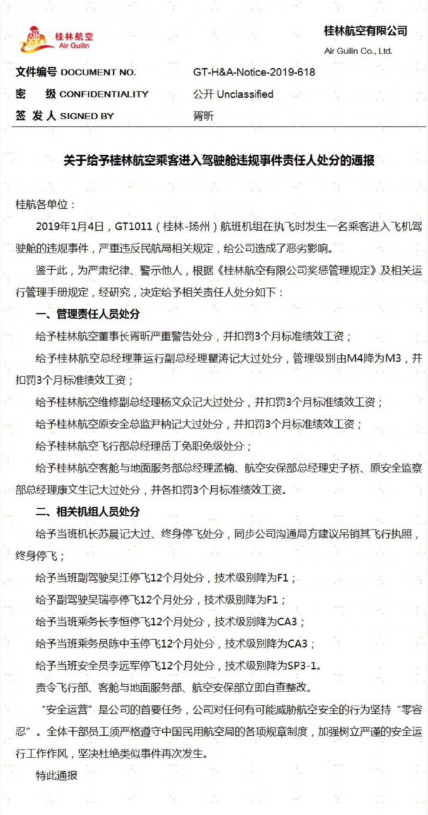 桂林航空
Air Guilin
桂林航空有限公司
Air Guilin Co., Ltd.
文件编号 DOCUMENT NO. GT-H&A-Notice-2019-618
密 级 CONFIDENTIALITY 公开 Unclassified
签 发 人 SIGNED BY 胥昕
关于给予桂林航空乘客进入驾驶舱违规事件责任人处分的通报
桂航各单位：
2019年1月4日，GT1011（桂林-扬州）航班机组在执飞时发生一名乘客进入飞机驾
驶舱的违规事件，严重违反民航局相关规定，给公司造成了恶劣影响。
鉴于此，为严肃纪律、警示他人，根据《桂林航空有限公司奖惩管理规定》及相关运
行管理手册规定，经研究，决定给予相关责任人处分如下：
一、管理责任人员处分
给予桂林航空董事长胥昕严重警告处分，并扣罚3个月标准绩效工资；
给予桂林航空总经理兼运行副总经理瞿涛记大过处分，管理级别由M4降为M3，并
扣罚3个月标准绩效工资；
给予桂林航空维修副总经理杨文众记大过处分，并扣罚3个月标准绩效工资；
给予桂林航空原安全总监尹枘记大过处分，并扣罚3个月标准绩效工资；
给予桂林航空飞行部总经理岳丁免职免级处分；
给予桂林航空客舱与地面服务部总经理孟楠、航空安保部总经理史子桥、原安全监察
部总经理康文生记大过处分，并各扣罚3个月标准绩效工资。
二、相关机组人员处分
给予当班机长苏晨记大过、终身停飞处分，同步公司沟通局方建议吊销其飞行执照，
终身停飞；
给予当班副驾驶吴江停飞12个月处分，技术级别降为F1；
给予副驾驶吴瑞亭停飞12个月处分，技术级别降为F1；
给予当班乘务长李恒停飞12个月处分，技术级别降为CA3；
给予当班乘务员陈中玉停飞12个月处分，技术级别降为CA3；
给予当班安全员李远军停飞12个月处分，技术级别降为SP3-1。
责令飞行部、客舱与地面服务部、航空安保部立即自查整改。
“安全运营”是公司的首要任务，公司对任何有可能威胁航空安全的行为坚持“零容
忍”。全体干部员工须严格遵守中国民用航空局的各项规章制度，加强树立严谨的安全运
行工作作风，坚决杜绝类似事件再次发生。
特此通报